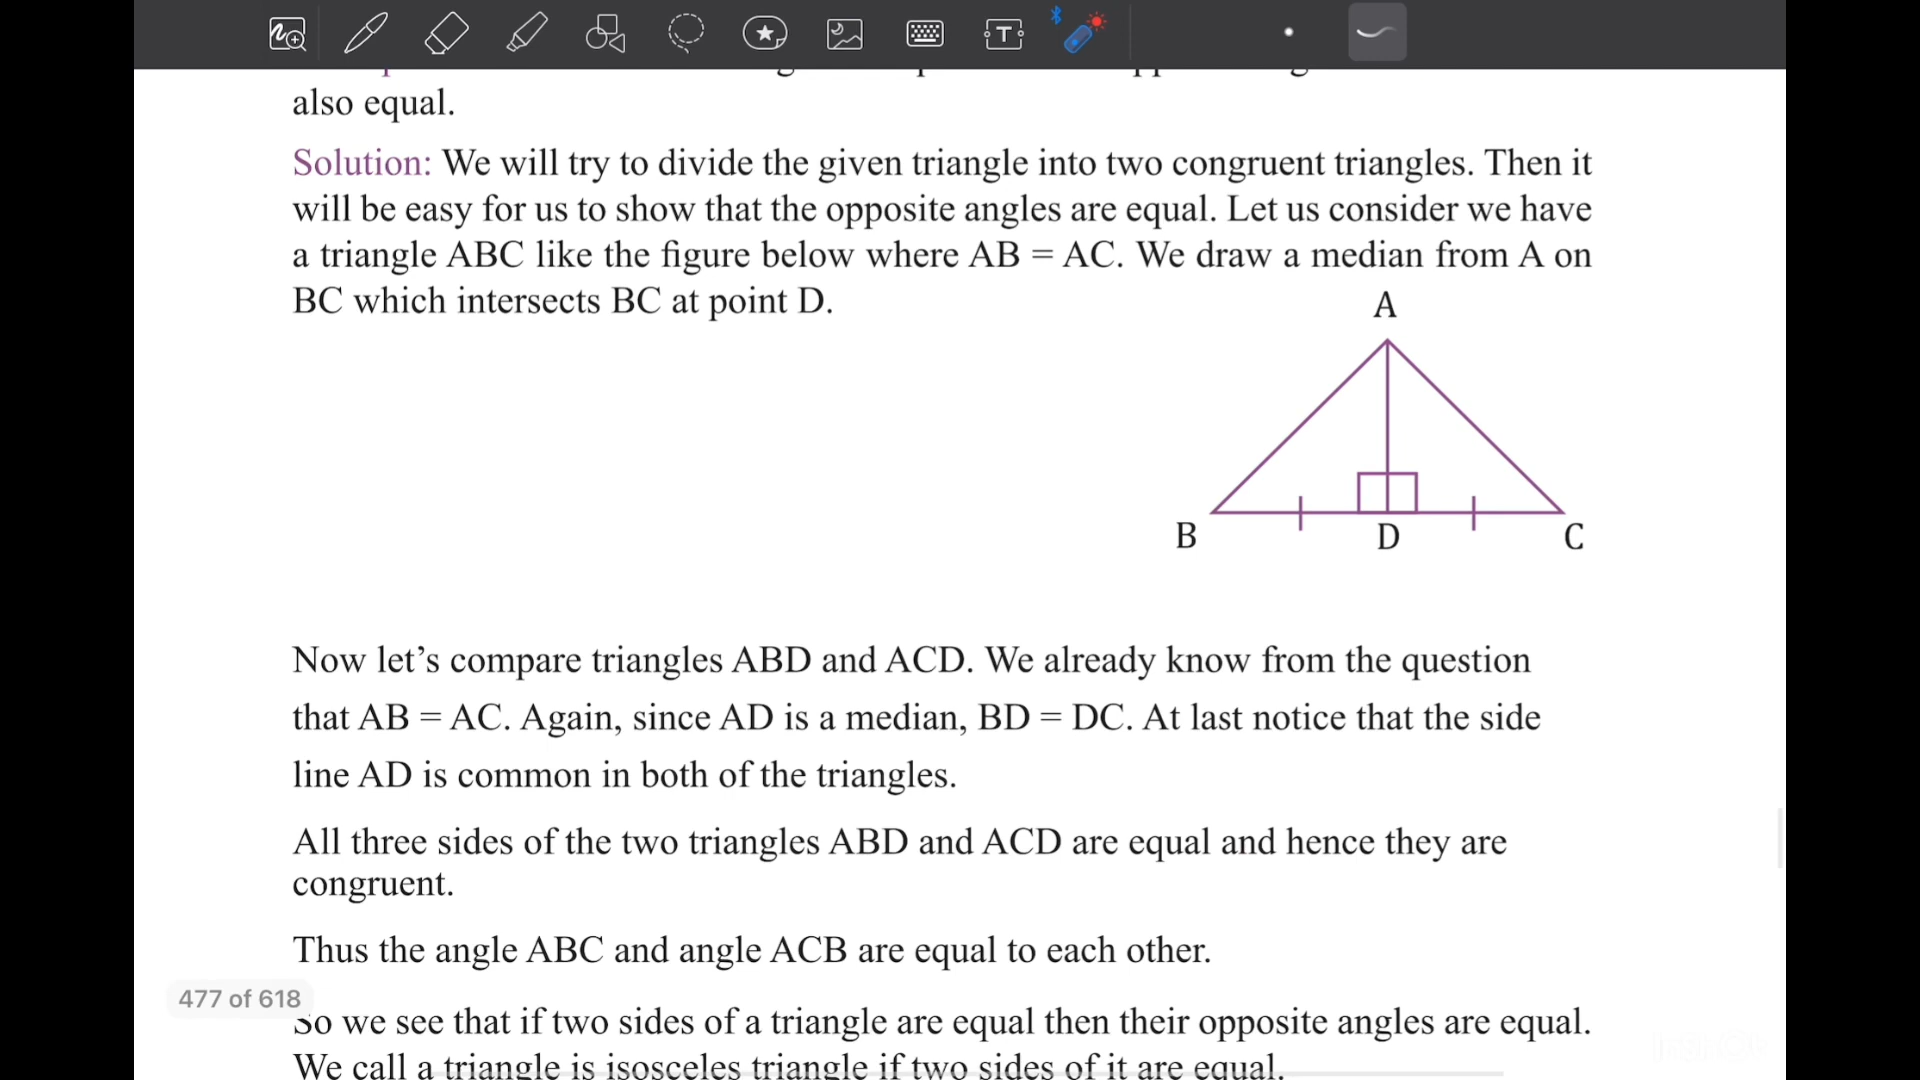 also equal.
Solution: We will try to divide the given triangle into two congruent triangles. Then it
will be easy for us to show that the opposite angles are equal. Let us consider we have
a triangle ABC like the figure below where AB = AC. We draw a median from A on
BC which intersects BC at point D.
A
B
D
C
Now let’s compare triangles ABD and ACD. We already know from the question
that AB = AC. Again, since AD is a median, BD = DC. At last notice that the side
line AD is common in both of the triangles.
All three sides of the two triangles ABD and ACD are equal and hence they are
congruent.
Thus the angle ABC and angle ACB are equal to each other.
477 of 618
So we see that if two sides of a triangle are equal then their opposite angles are equal.
We call a triangle is isosceles triangle if two sides of it are equal.